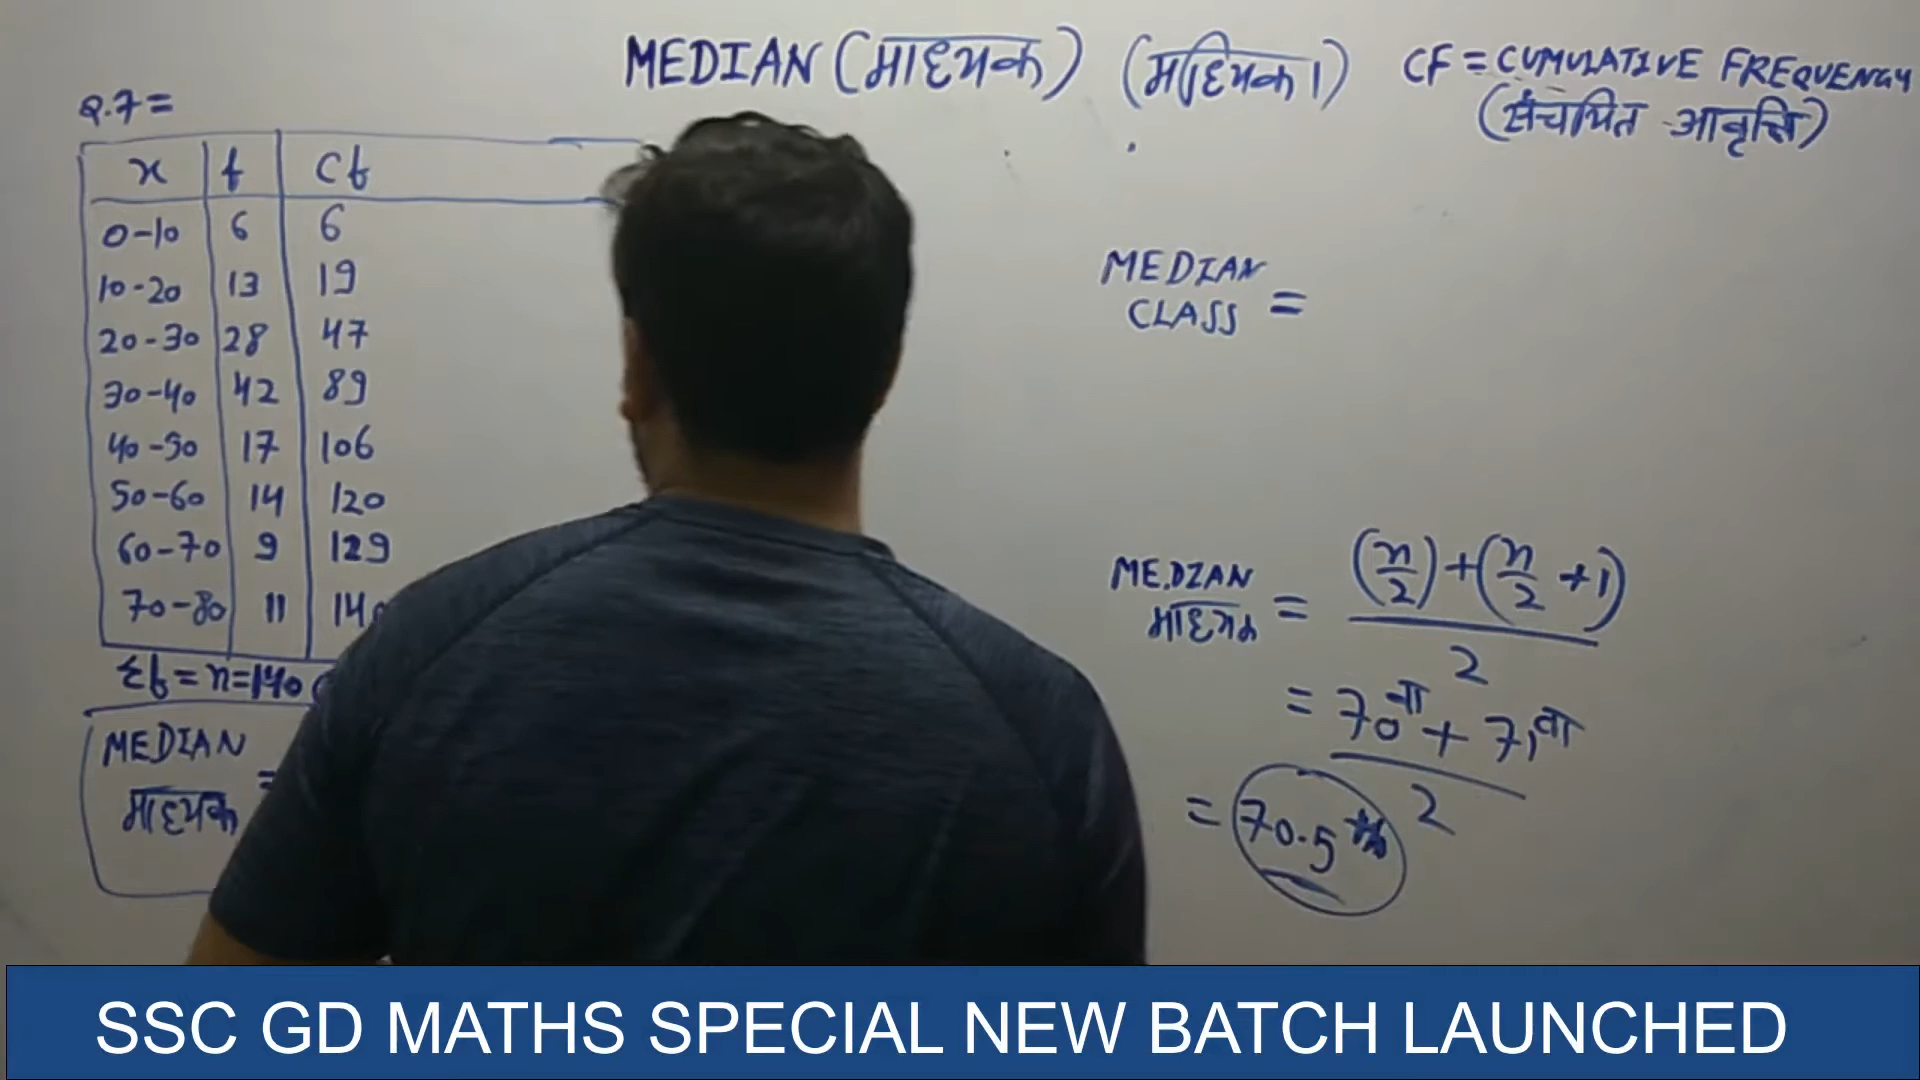 MEDIAN (माध्यक) (मध्यिका)
CF = CUMULATIVE FREQUENCY
(संचयित आवृत्ति)
Q.7 =
x f Cf
0-10 6 6
10-20 13 19
20-30 28 47
30-40 42 89
40-50 17 106
50-60 14 120
60-70 9 129
70-80 11 140
Σf = n = 140
MEDIAN
माध्यक =
MEDIAN
CLASS =
MEDIAN
माध्यक = (n/2) + (n/2 + 1)
2
= 70वा + 71वा
2
= 70.5
SSC GD MATHS SPECIAL NEW BATCH LAUNCHED